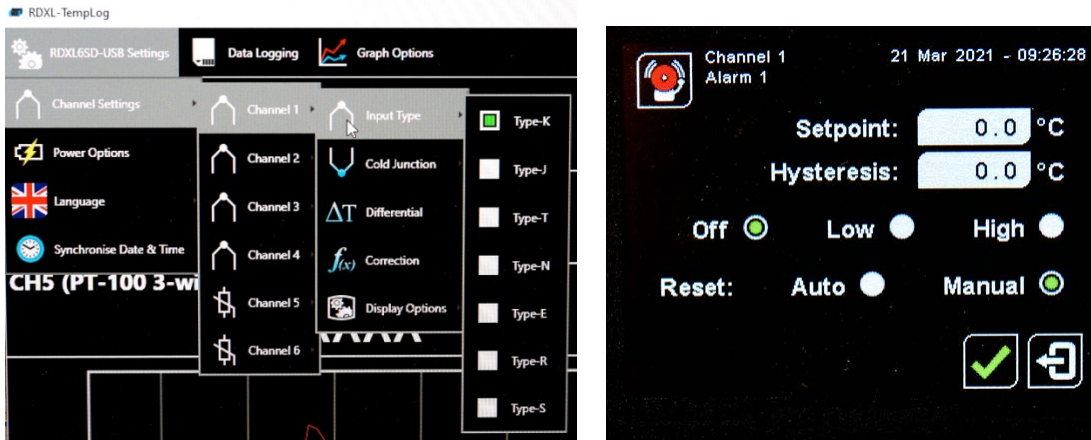 RDXL-TempLog
RDXL6SD-USB Settings
Data Logging
Graph Options
Channel Settings
Power Options
Language
Synchronise Date & Time
CH5 (PT-100 3-wi
Channel 1
Channel 2
Channel 3
Channel 4
Channel 5
Channel 6
Input Type
Cold Junction
ΔT Differential
f(x) Correction
Display Options
Type-K
Type-J
Type-T
Type-N
Type-E
Type-R
Type-S
Channel 1
Alarm 1
21 Mar 2021 - 09:26:28
Setpoint: 0.0 °C
Hysteresis: 0.0 °C
Off Low High
Reset: Auto Manual